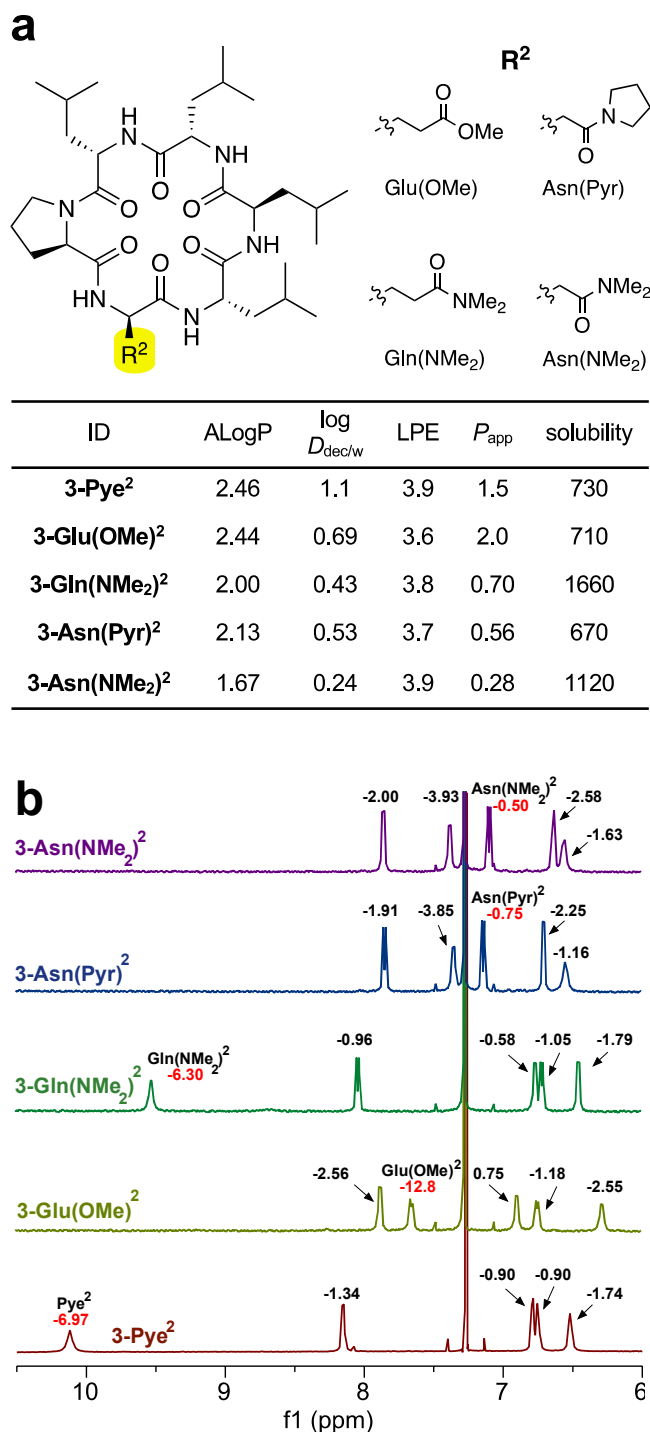 a
R²
N
H
O
O
NH
N
O
O
O
O
NH
HN
O
N
H
R²
O
OMe
Glu(OMe)
N
O
Asn(Pyr)
O
NMe₂
Gln(NMe₂)
NMe₂
O
Asn(NMe₂)
ID ALogP log D_dec/w LPE P_app solubility
3-Pye² 2.46 1.1 3.9 1.5 730
3-Glu(OMe)² 2.44 0.69 3.6 2.0 710
3-Gln(NMe₂)² 2.00 0.43 3.8 0.70 1660
3-Asn(Pyr)² 2.13 0.53 3.7 0.56 670
3-Asn(NMe₂)² 1.67 0.24 3.9 0.28 1120
b
3-Asn(NMe₂)²
-2.00 -3.93 Asn(NMe₂)² -0.50 -2.58 -1.63
3-Asn(Pyr)²
-1.91 -3.85 Asn(Pyr)² -0.75 -2.25 -1.16
3-Gln(NMe₂)²
Gln(NMe₂)² -6.30 -0.96 -0.58 -1.05 -1.79
3-Glu(OMe)²
-2.56 Glu(OMe)² -12.8 0.75 -1.18 -2.55
3-Pye²
Pye² -6.97 -1.34 -0.90 -0.90 -1.74
10 9 8 7 6
f1 (ppm)